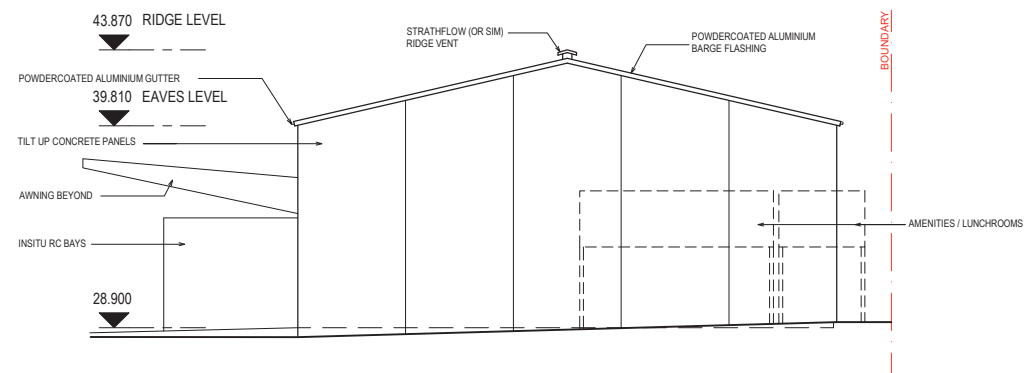 43.870 RIDGE LEVEL
STRATHFLOW (OR SIM)
RIDGE VENT
POWDERCOATED ALUMINIUM
BARGE FLASHING
BOUNDARY
POWDERCOATED ALUMINIUM GUTTER
39.810 EAVES LEVEL
TILT UP CONCRETE PANELS
AWNING BEYOND
AMENITIES / LUNCHROOMS
INSITU RC BAYS
28.900